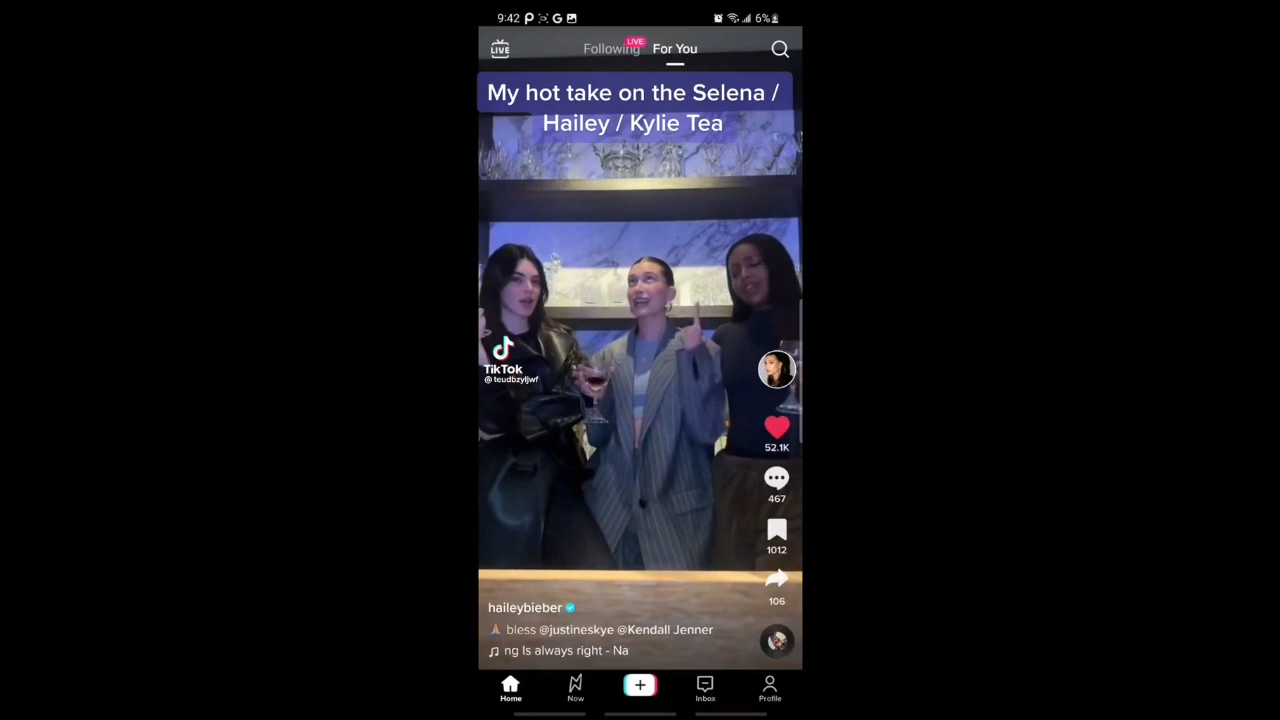 9:42
6%
LIVE
Following
LIVE
For You
My hot take on the Selena /
Hailey / Kylie Tea
TikTok
@teudbzyljwf
52.1K
467
1012
106
haileybieber
🙏 bless @justineskye @Kendall Jenner
ng Is always right - Na
Home
Now
Inbox
Profile